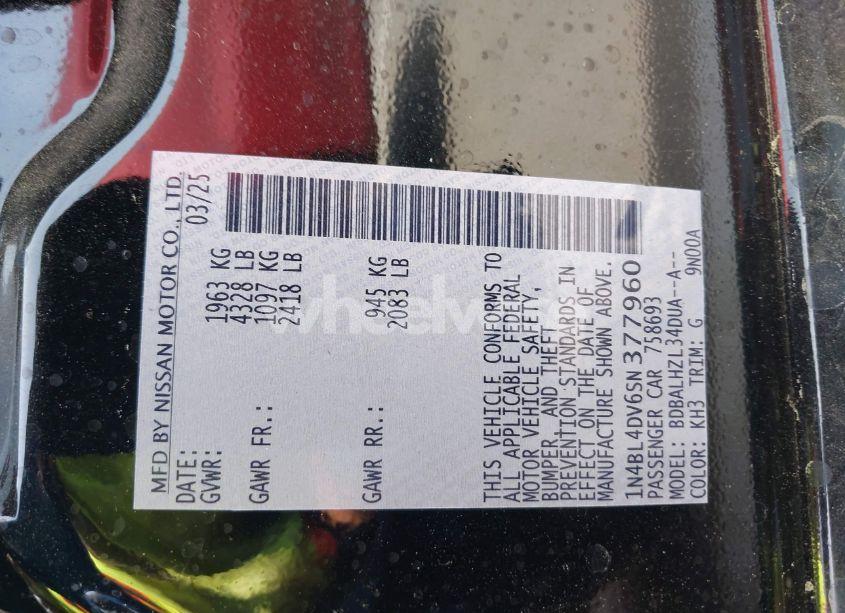 MFD BY NISSAN MOTOR CO., LTD.
DATE: 03/25
GVWR: 1963 KG
4328 LB
GAWR FR.: 1097 KG
2418 LB
GAWR RR.: 945 KG
2083 LB
THIS VEHICLE CONFORMS TO
ALL APPLICABLE FEDERAL
MOTOR VEHICLE SAFETY,
BUMPER, AND THEFT
PREVENTION STANDARDS IN
EFFECT ON THE DATE OF
MANUFACTURE SHOWN ABOVE.
1N4BL4DV6SN377960
PASSENGER CAR 758693
MODEL: BDBALHZL34DUA--A--
COLOR: KH3 TRIM: G 9N00A